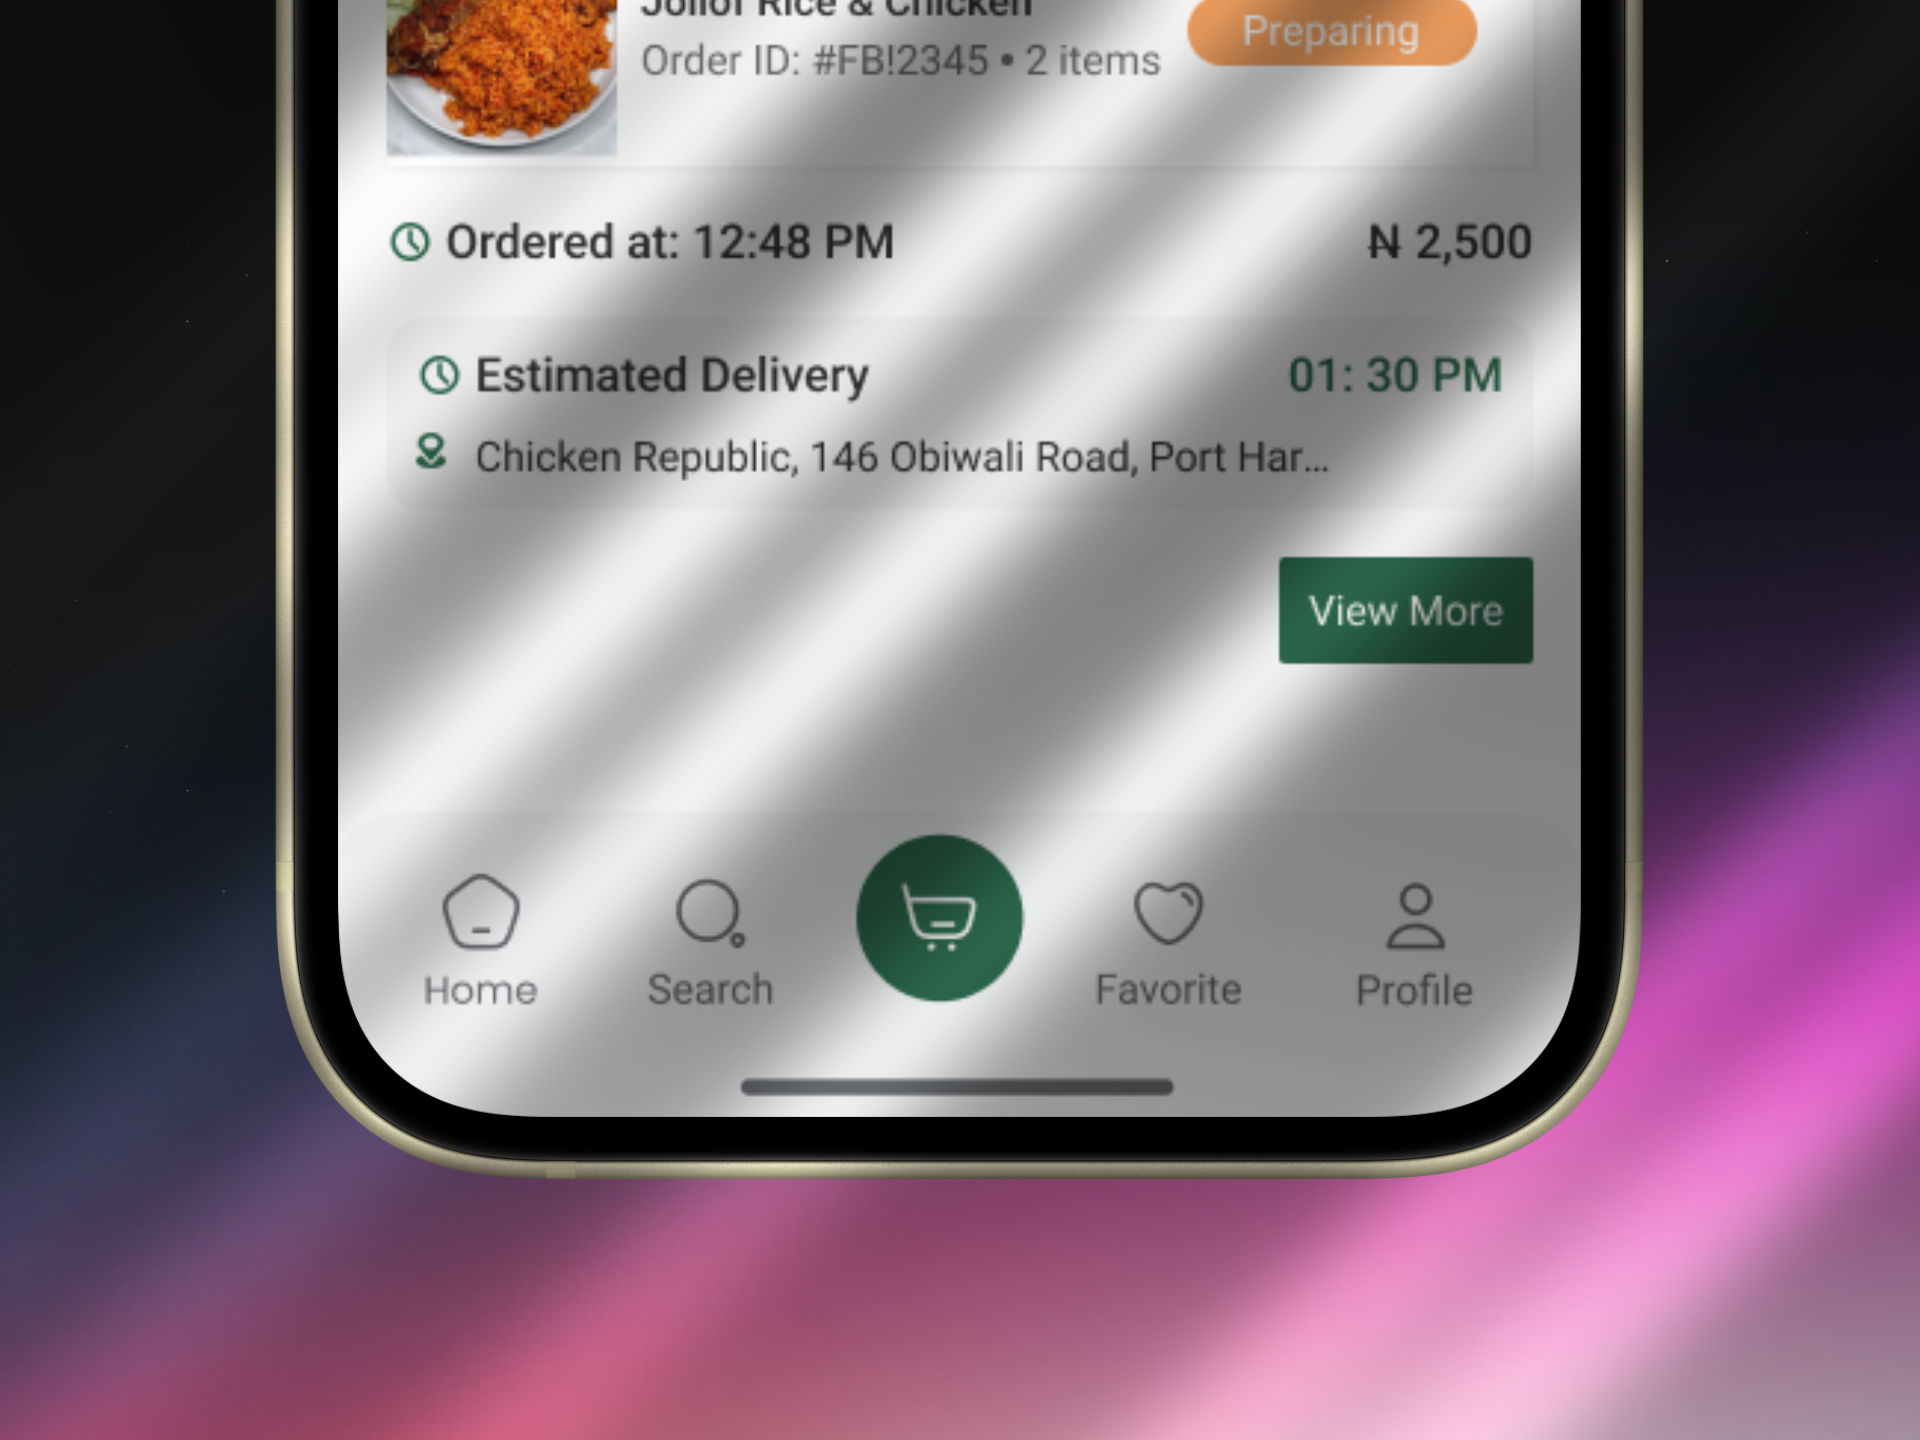 Jollof Rice & Chicken
Preparing
Order ID: #FB!2345 • 2 items
Ordered at: 12:48 PM
₦ 2,500
Estimated Delivery
01: 30 PM
Chicken Republic, 146 Obiwali Road, Port Har...
View More
Home
Search
Favorite
Profile